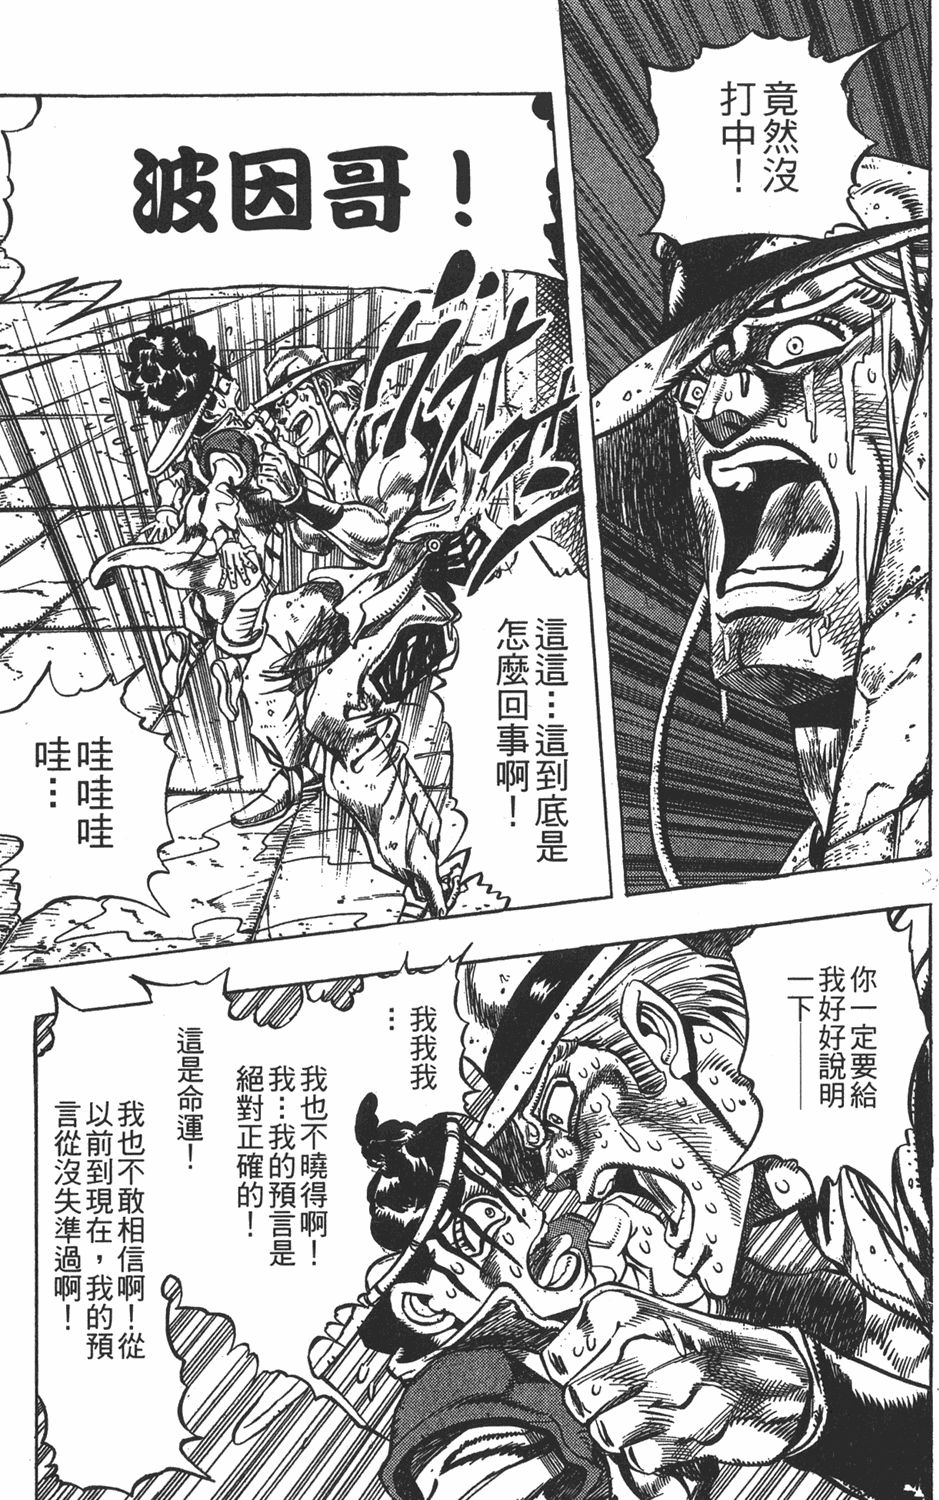 竟然沒
打中！
波因哥！
這這…這到底是
怎麼回事啊！
哇哇哇
哇…
你一定要給
我好好說明
一下——
我我我
…
我也不曉得啊！
我…我的預言是
絕對正確的！
這是命運！
我也不敢相信啊！從
以前到現在，我的預
言從沒失準過啊！